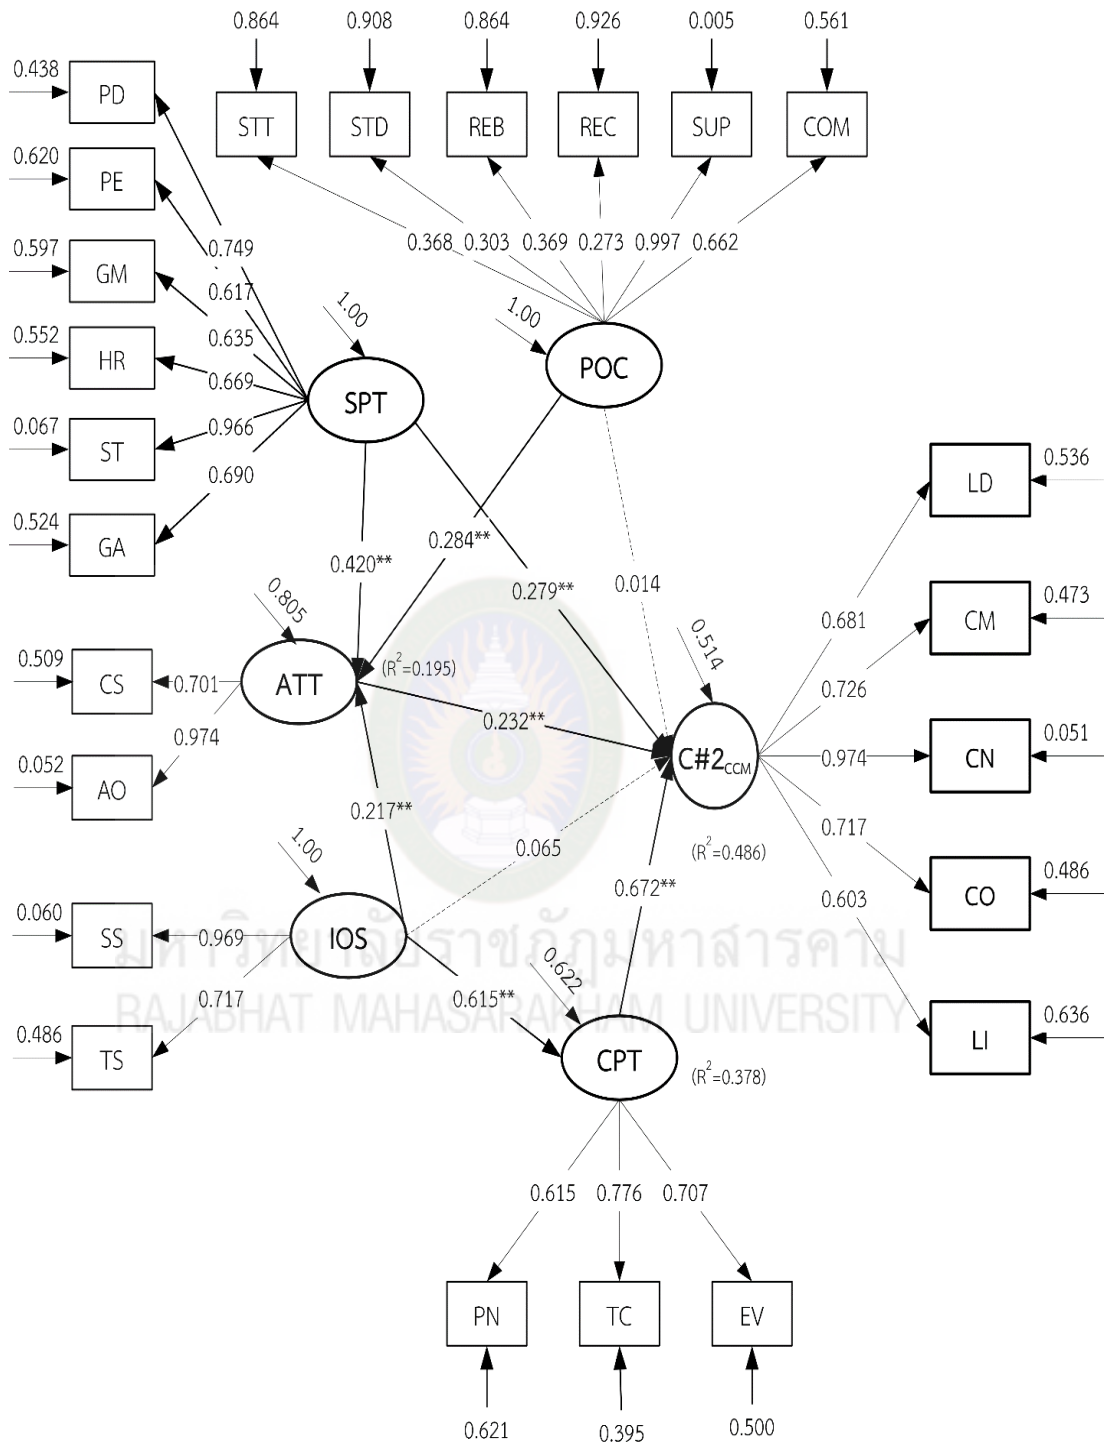 0.864 0.908 0.864 0.926 0.005 0.561
0.438
PD
STT STD REB REC SUP COM
0.620
PE
0.749
0.368 0.303 0.369 0.273 0.997 0.662
0.597
GM
0.617
1.00
1.00
0.635
0.552
HR
POC
0.669
SPT
0.067
ST
0.966
0.690
LD
0.536
0.524
GA
0.284**
0.420**
0.279**
0.014
0.805
CM
0.473
0.681
0.514
0.509
CS
0.701
ATT
(R²=0.195)
0.726
0.232**
0.974
C#2CCM
0.974
CN
0.051
0.052
AO
0.217**
0.717
1.00
0.065
(R²=0.486)
0.672**
0.603
CO
0.486
0.060
SS
0.969
IOS
มหาวิทยาลัยราชภัฏมหาสารคาม
0.622
0.717
0.615**
RAJABHAT MAHASARAKHAM UNIVERSITY
0.486
TS
CPT
(R²=0.378)
LI
0.636
0.615 0.776 0.707
PN TC EV
0.621 0.395 0.500